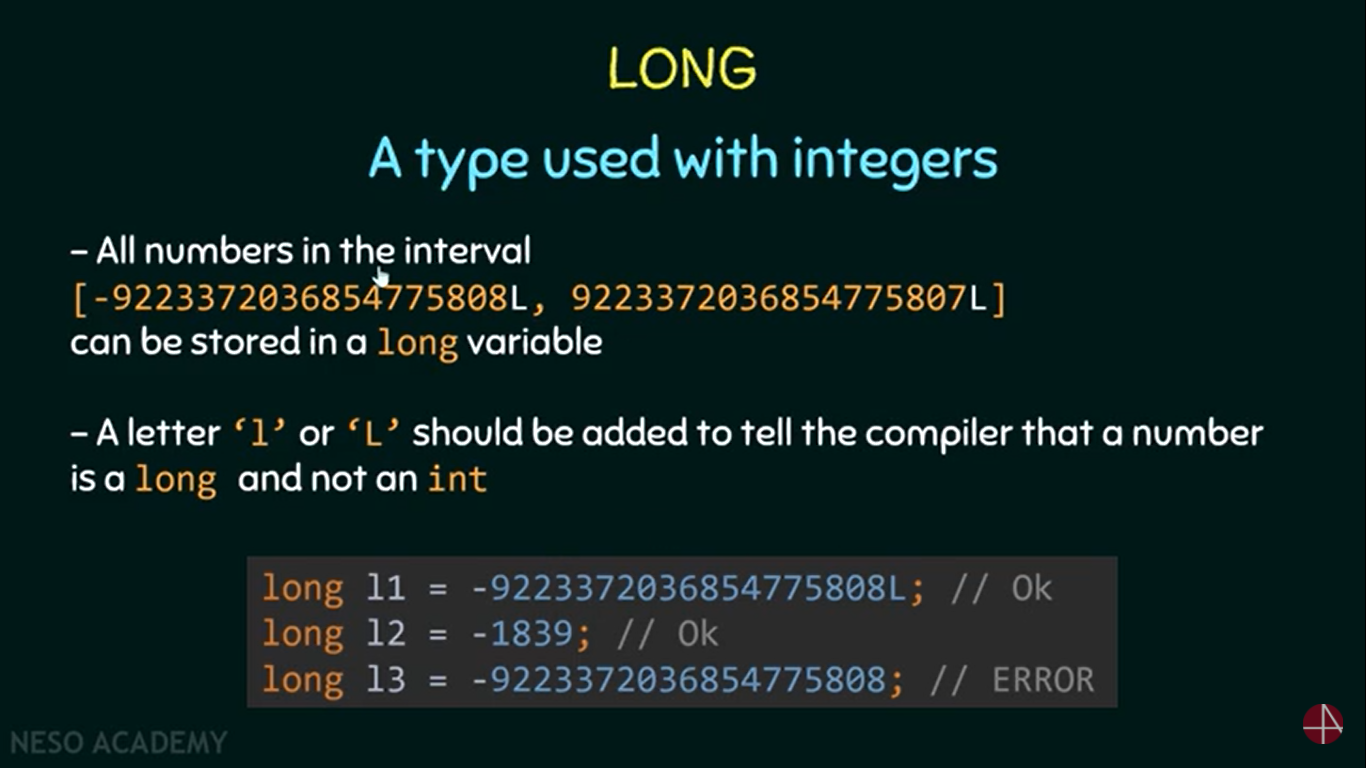 LONG
A type used with integers
– All numbers in the interval
[-9223372036854775808L, 9223372036854775807L]
can be stored in a long variable
– A letter ‘l’ or ‘L’ should be added to tell the compiler that a number
is a long and not an int
long l1 = -9223372036854775808L; // Ok
long l2 = -1839; // Ok
long l3 = -9223372036854775808; // ERROR
NESO ACADEMY